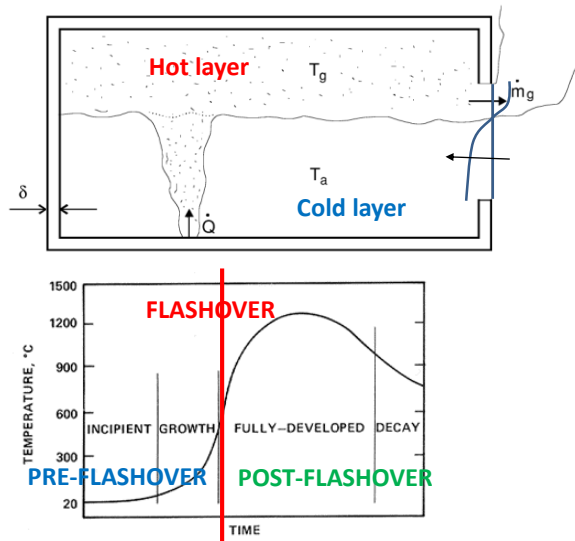 Hot layer
T_g
ṁ_g
T_a
Cold layer
δ
Q̇
1500
FLASHOVER
1200
900
600
INCIPIENT GROWTH FULLY–DEVELOPED DECAY
300
PRE-FLASHOVER POST-FLASHOVER
20
TEMPERATURE, °C
TIME